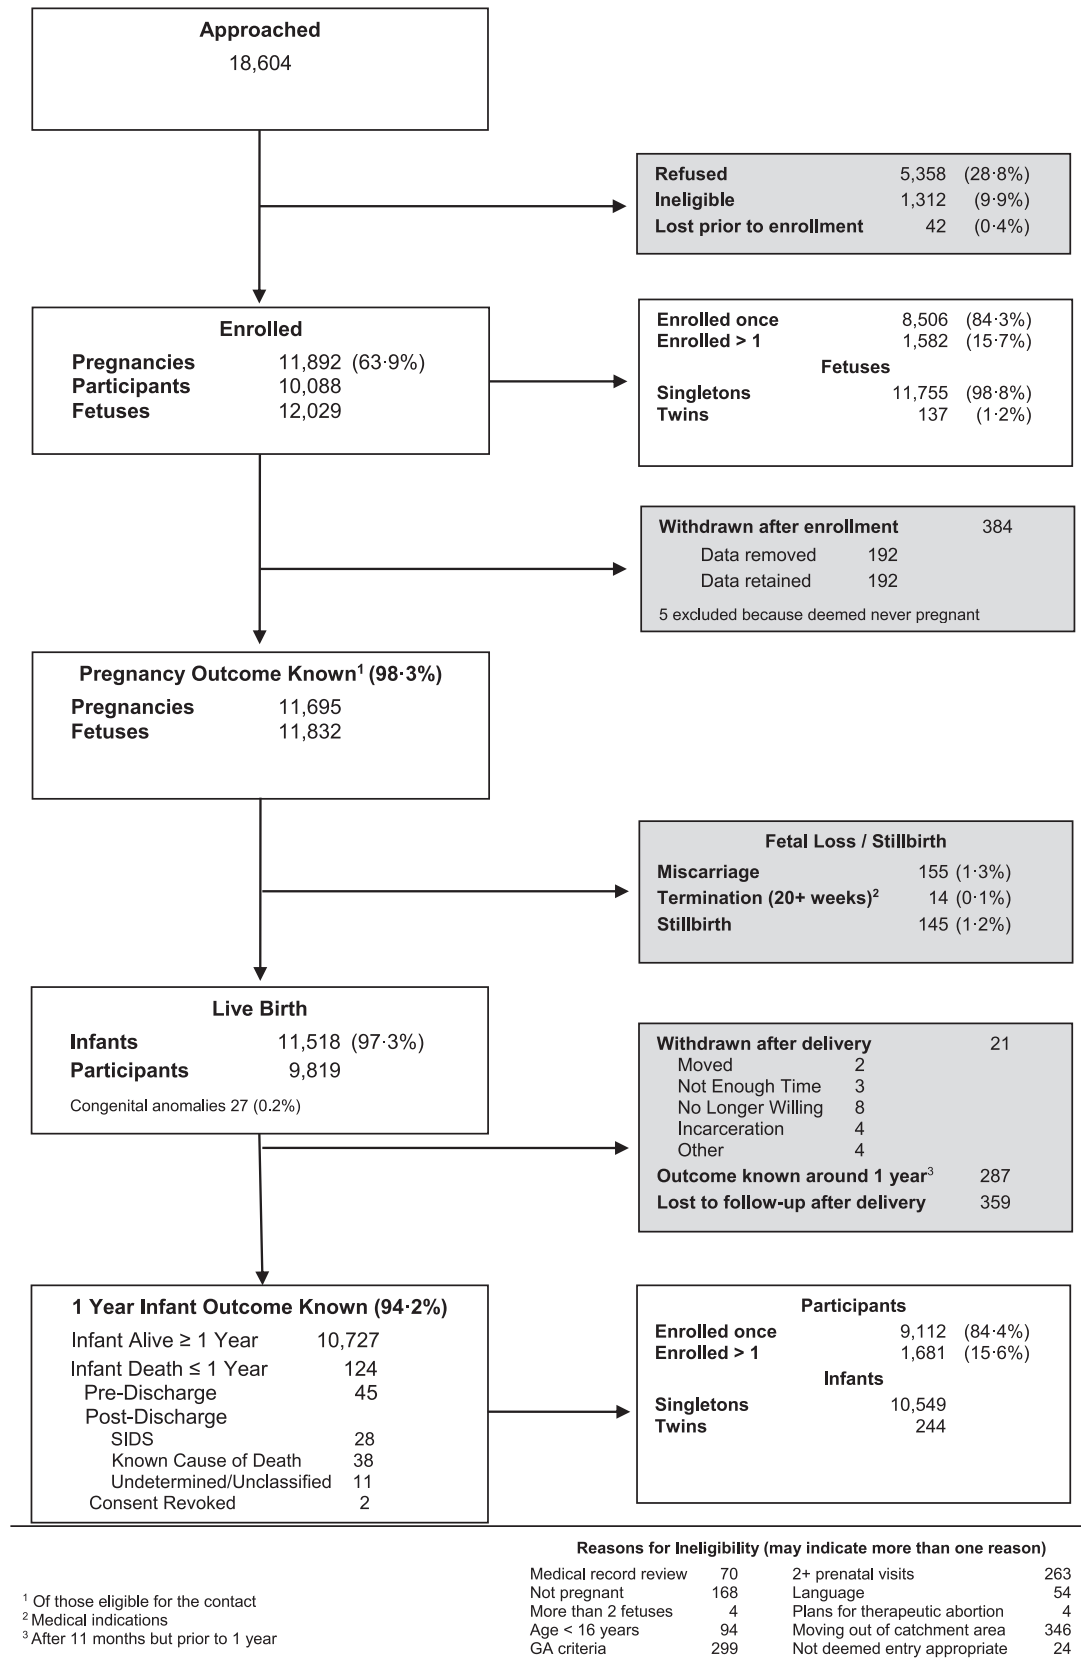 Approached
18,604
Refused 5,358 (28·8%)
Ineligible 1,312 (9·9%)
Lost prior to enrollment 42 (0·4%)
Enrolled
Pregnancies 11,892 (63·9%)
Participants 10,088
Fetuses 12,029
Enrolled once 8,506 (84·3%)
Enrolled > 1 1,582 (15·7%)
Fetuses
Singletons 11,755 (98·8%)
Twins 137 (1·2%)
Withdrawn after enrollment 384
Data removed 192
Data retained 192
5 excluded because deemed never pregnant
Pregnancy Outcome Known¹ (98·3%)
Pregnancies 11,695
Fetuses 11,832
Fetal Loss / Stillbirth
Miscarriage 155 (1·3%)
Termination (20+ weeks)² 14 (0·1%)
Stillbirth 145 (1·2%)
Live Birth
Infants 11,518 (97·3%)
Participants 9,819
Congenital anomalies 27 (0.2%)
Withdrawn after delivery 21
Moved 2
Not Enough Time 3
No Longer Willing 8
Incarceration 4
Other 4
Outcome known around 1 year³ 287
Lost to follow-up after delivery 359
1 Year Infant Outcome Known (94·2%)
Infant Alive ≥ 1 Year 10,727
Infant Death ≤ 1 Year 124
Pre-Discharge 45
Post-Discharge
SIDS 28
Known Cause of Death 38
Undetermined/Unclassified 11
Consent Revoked 2
Participants
Enrolled once 9,112 (84·4%)
Enrolled > 1 1,681 (15·6%)
Infants
Singletons 10,549
Twins 244
¹ Of those eligible for the contact
² Medical indications
³ After 11 months but prior to 1 year
Reasons for Ineligibility (may indicate more than one reason)
Medical record review 70 2+ prenatal visits 263
Not pregnant 168 Language 54
More than 2 fetuses 4 Plans for therapeutic abortion 4
Age < 16 years 94 Moving out of catchment area 346
GA criteria 299 Not deemed entry appropriate 24